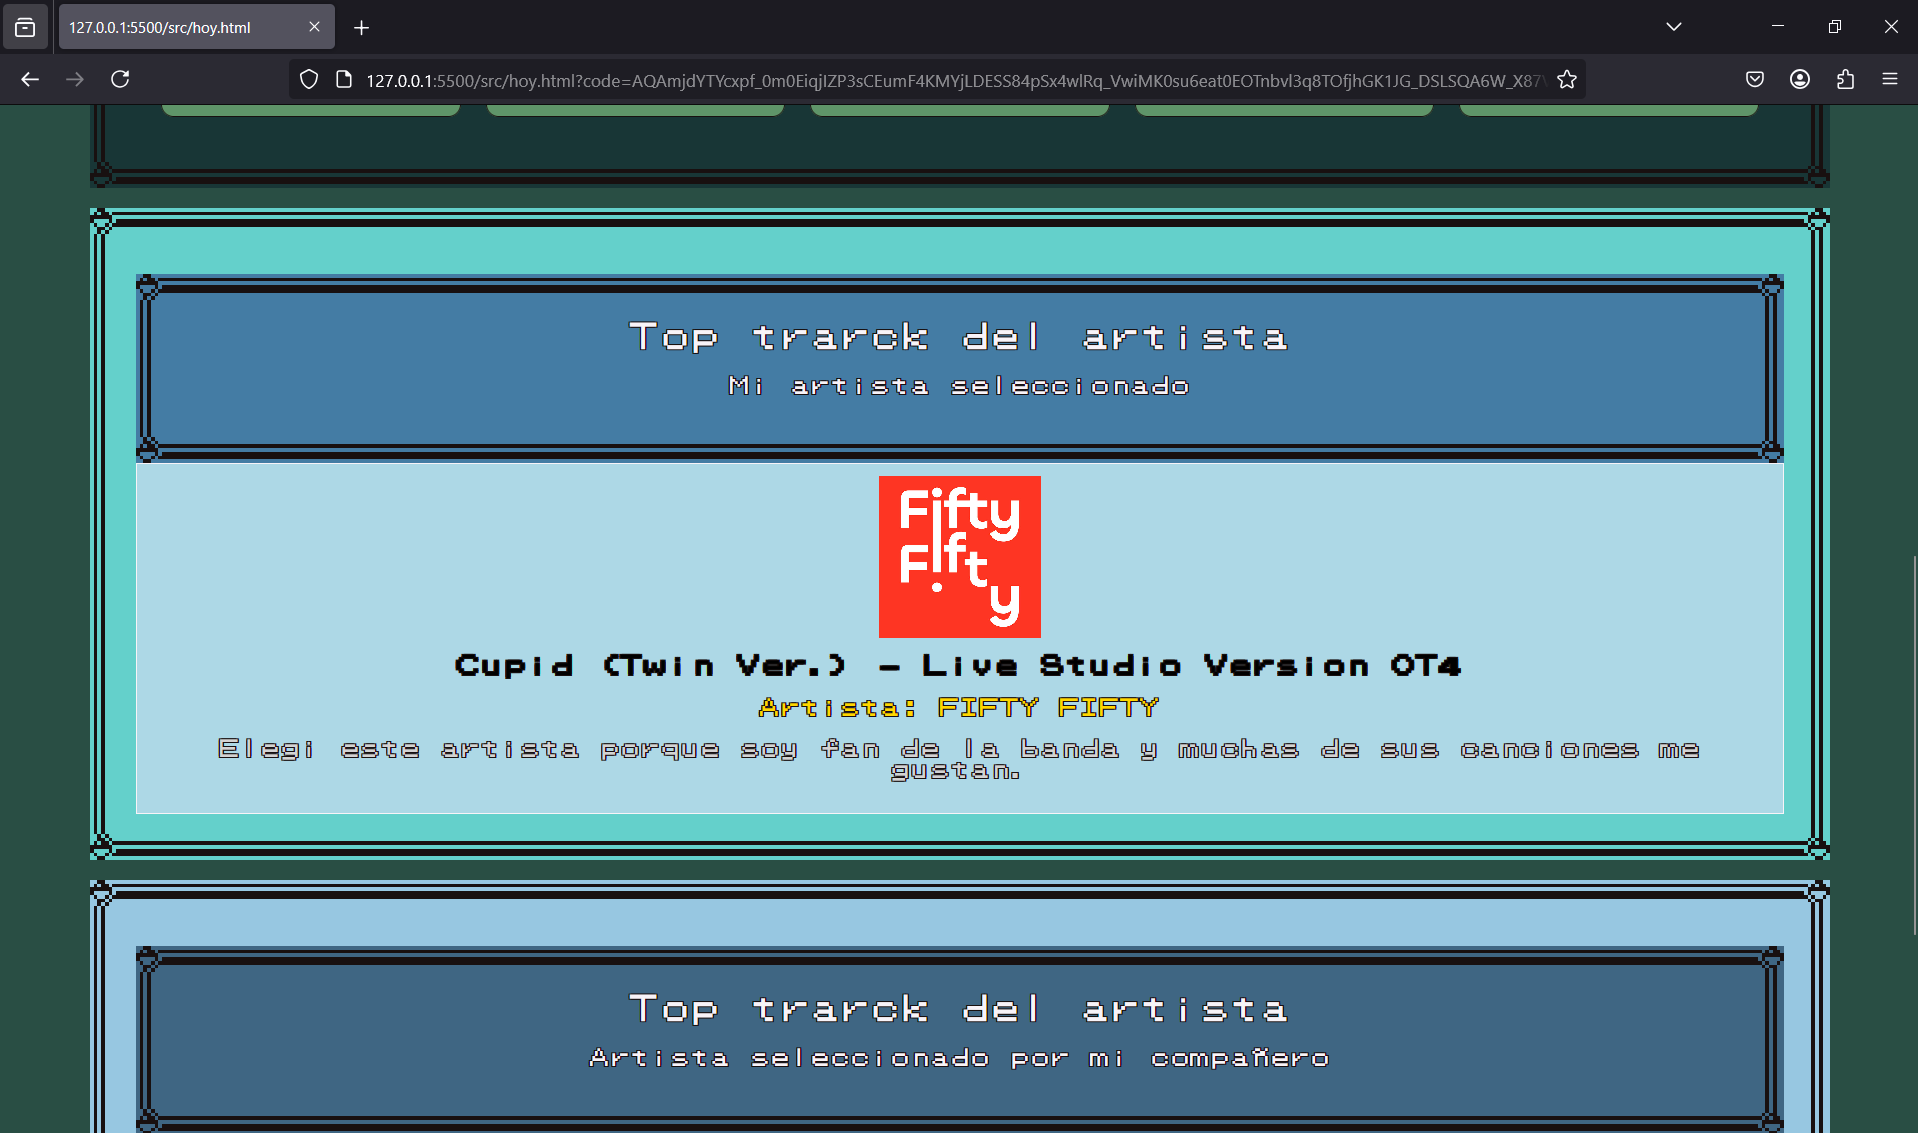 127.0.0.1:5500/src/hoy.html
127.0.0.1:5500/src/hoy.html?code=AQAmjdYTYcxpf_0m0EiqjIZP3sCEumF4KMYjLDESS84pSx4wlRq_VwiMK0su6eat0EOTnbvl3q8TOfjhGK1JG_DSLSQA6W_X87
Top trarck del artista
Mi artista seleccionado
Fifty
Fifty
Cupid (Twin Ver.) - Live Studio Version OT4
Artista: FIFTY FIFTY
Elegi este artista porque soy fan de la banda y muchas de sus canciones me
gustan.
Top trarck del artista
Artista seleccionado por mi compañero